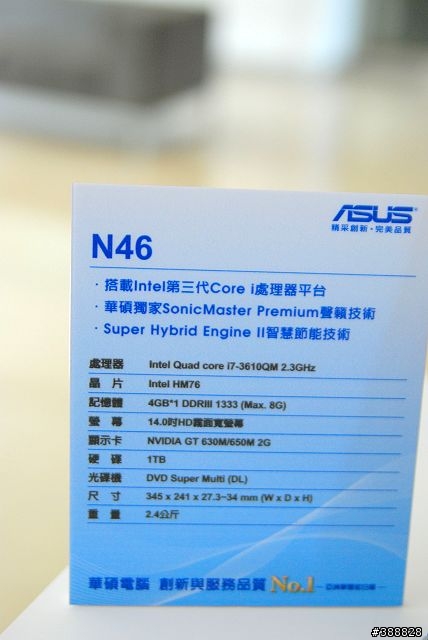 ASUS
精采創新·完美品質
N46
·搭載Intel第三代Core i處理器平台
·華碩獨家SonicMaster Premium聲籟技術
·Super Hybrid Engine II智慧節能技術
處理器 Intel Quad core i7-3610QM 2.3GHz
晶 片 Intel HM76
記憶體 4GB*1 DDRIII 1333 (Max. 8G)
螢 幕 14.0吋HD霧面寬螢幕
顯示卡 NVIDIA GT 630M/650M 2G
硬 碟 1TB
光碟機 DVD Super Multi (DL)
尺 寸 345 x 241 x 27.3~34 mm (W x D x H)
重 量 2.4公斤
華碩電腦 創新與服務品質 No.1
#388828